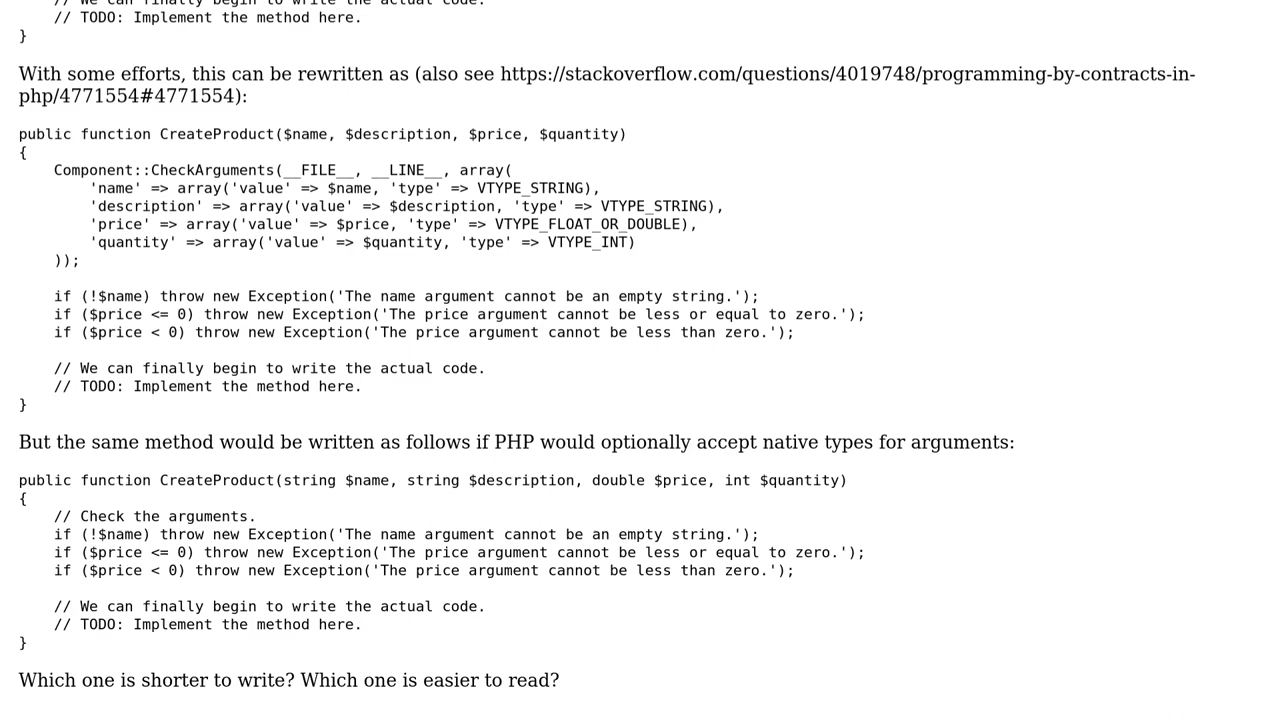 // We can finally begin to write the actual code.
    // TODO: Implement the method here.
}
With some efforts, this can be rewritten as (also see https://stackoverflow.com/questions/4019748/programming-by-contracts-in-
php/4771554#4771554):
public function CreateProduct($name, $description, $price, $quantity)
{
    Component::CheckArguments(__FILE__, __LINE__, array(
        'name' => array('value' => $name, 'type' => VTYPE_STRING),
        'description' => array('value' => $description, 'type' => VTYPE_STRING),
        'price' => array('value' => $price, 'type' => VTYPE_FLOAT_OR_DOUBLE),
        'quantity' => array('value' => $quantity, 'type' => VTYPE_INT)
    ));
    if (!$name) throw new Exception('The name argument cannot be an empty string.');
    if ($price <= 0) throw new Exception('The price argument cannot be less or equal to zero.');
    if ($price < 0) throw new Exception('The price argument cannot be less than zero.');
    // We can finally begin to write the actual code.
    // TODO: Implement the method here.
}
But the same method would be written as follows if PHP would optionally accept native types for arguments:
public function CreateProduct(string $name, string $description, double $price, int $quantity)
{
    // Check the arguments.
    if (!$name) throw new Exception('The name argument cannot be an empty string.');
    if ($price <= 0) throw new Exception('The price argument cannot be less or equal to zero.');
    if ($price < 0) throw new Exception('The price argument cannot be less than zero.');
    // We can finally begin to write the actual code.
    // TODO: Implement the method here.
}
Which one is shorter to write? Which one is easier to read?